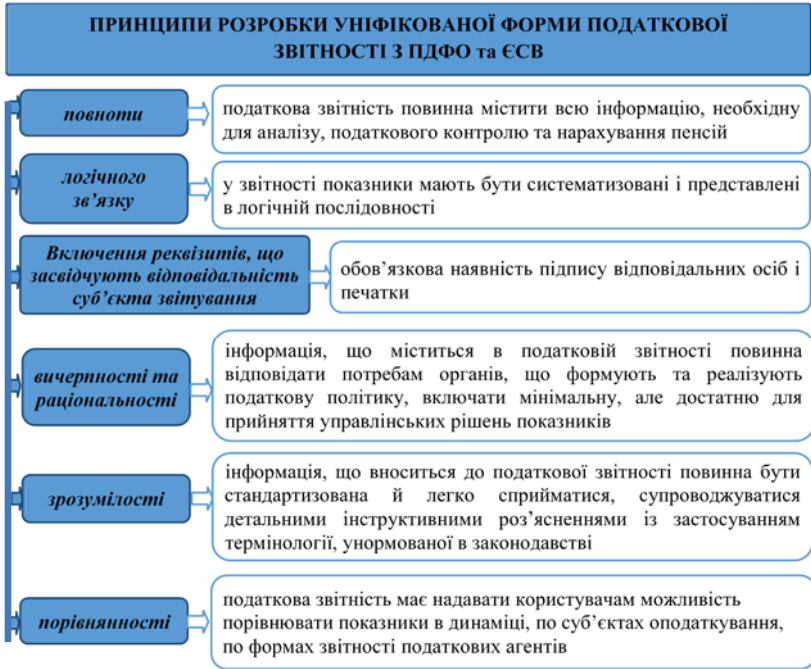 ПРИНЦИПИ РОЗРОБКИ УНІФІКОВАНОЇ ФОРМИ ПОДАТКОВОЇ
ЗВІТНОСТІ З ПДФО та ЄСВ
повноти
податкова звітність повинна містити всю інформацію, необхідну
для аналізу, податкового контролю та нарахування пенсій
логічного
зв’язку
у звітності показники мають бути систематизовані і представлені
в логічній послідовності
Включення реквізитів, що
засвідчують відповідальність
суб’єкта звітування
обов’язкова наявність підпису відповідальних осіб і
печатки
вичерпності та
раціональності
інформація, що міститься в податковій звітності повинна
відповідати потребам органів, що формують та реалізують
податкову політику, включати мінімальну, але достатню для
прийняття управлінських рішень показників
зрозумілості
інформація, що вноситься до податкової звітності повинна бути
стандартизована й легко сприйматися, супроводжуватися
детальними інструктивними роз’ясненнями із застосуванням
термінології, унормованої в законодавстві
порівнянності
податкова звітність має надавати користувачам можливість
порівнювати показники в динаміці, по суб’єктах оподаткування,
по формах звітності податкових агентів